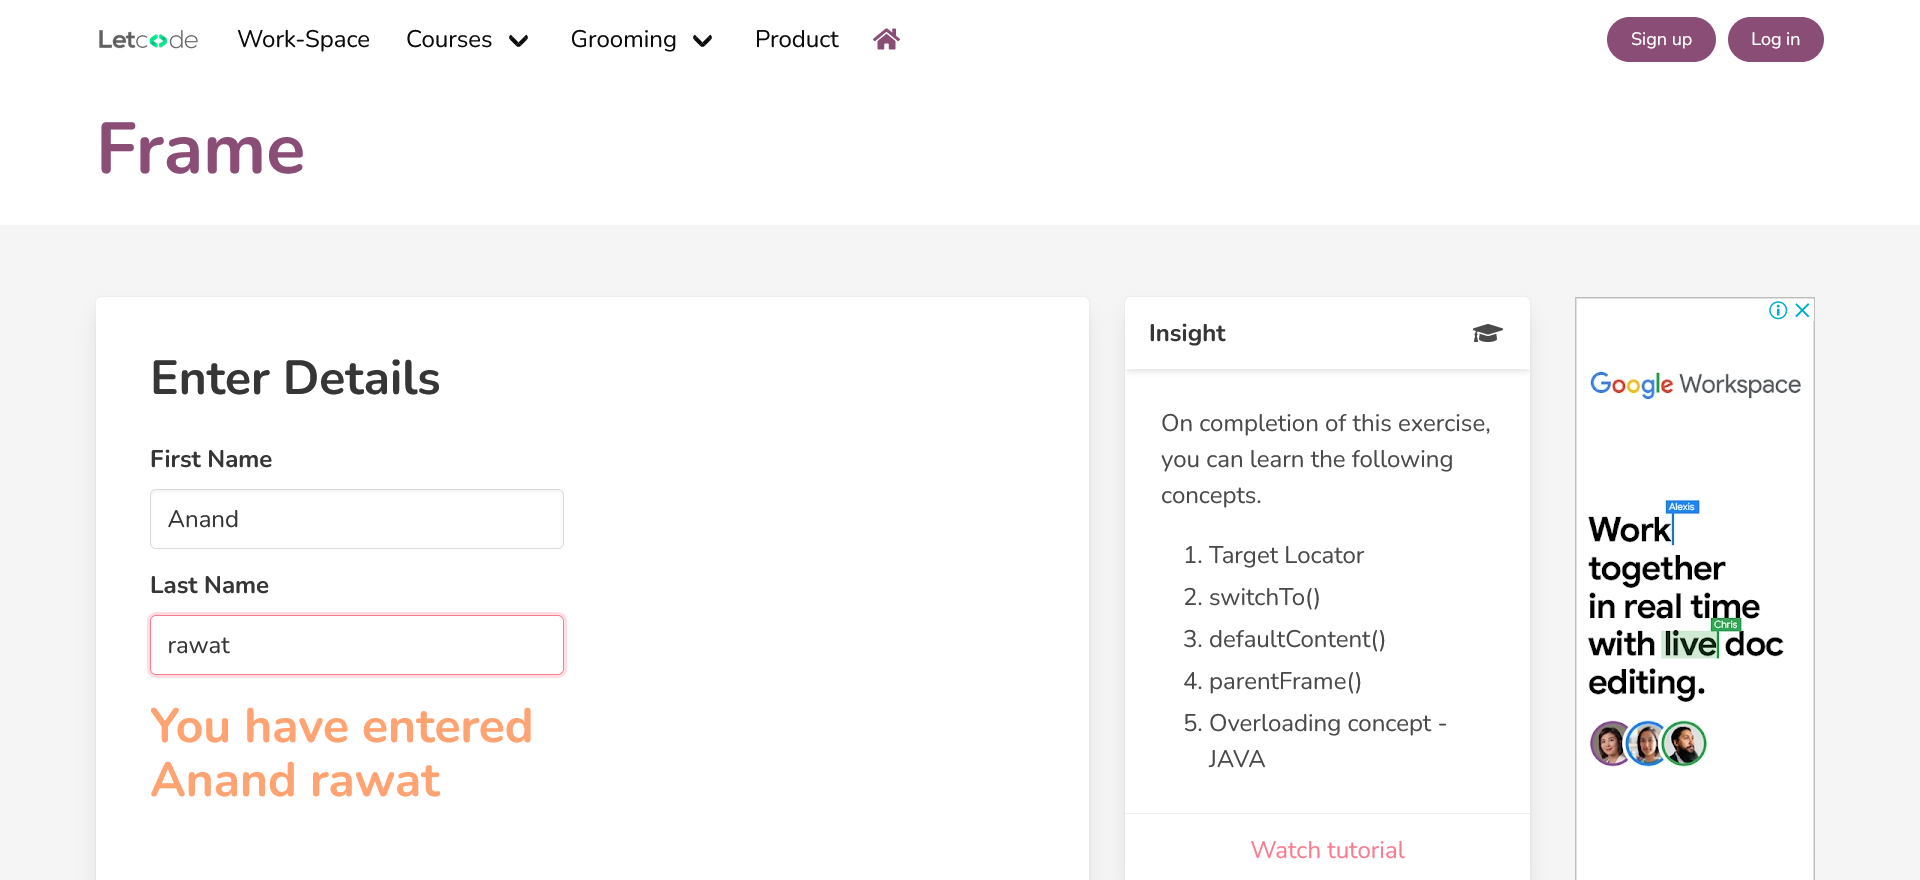 Letcode Work-Space Courses Grooming Product Sign up Log in
Frame
Enter Details
First Name
Anand
Last Name
rawat
You have entered
Anand rawat
Insight
On completion of this exercise,
you can learn the following
concepts.
1. Target Locator
2. switchTo()
3. defaultContent()
4. parentFrame()
5. Overloading concept -
JAVA
Watch tutorial
Google Workspace
Alexis
Work
together
in real time
Chris
with live doc
editing.